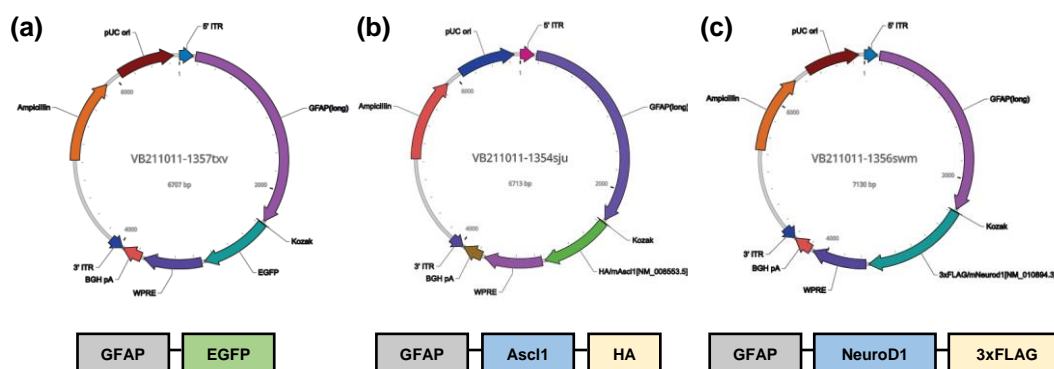 (a)
pUC ori
5' ITR
1
6000
Ampicillin
GFAP(long)
VB211011-1357txv
6707 bp
2000
4000
Kozak
3' ITR
BGH pA
EGFP
WPRE
GFAP
EGFP
(b)
pUC ori
5' ITR
1
6000
Ampicillin
GFAP(long)
VB211011-1354sju
6713 bp
2000
4000
Kozak
3' ITR
BGH pA
HA/mAscl1[NM_008553.5]
WPRE
GFAP
Ascl1
HA
(c)
pUC ori
5' ITR
1
6000
Ampicillin
GFAP(long)
VB211011-1356swm
7130 bp
2000
4000
Kozak
3' ITR
BGH pA
3xFLAG/mNeurod1[NM_010894.3]
WPRE
GFAP
NeuroD1
3xFLAG